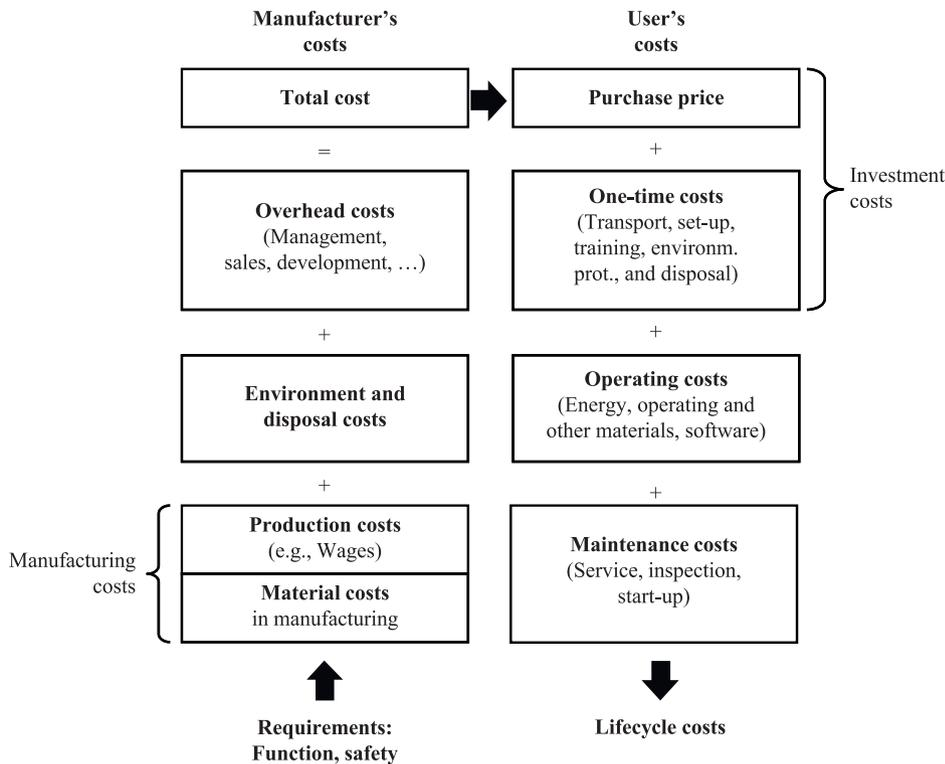 Manufacturer’s
costs
User’s
costs
Total cost
Purchase price
=
+
Overhead costs
(Management,
sales, development, …)
One-time costs
(Transport, set-up,
training, environm.
prot., and disposal)
Investment
costs
+
+
Environment and
disposal costs
Operating costs
(Energy, operating and
other materials, software)
+
+
Manufacturing
costs
Production costs
(e.g., Wages)
Material costs
in manufacturing
Maintenance costs
(Service, inspection,
start-up)
Requirements:
Function, safety
Lifecycle costs